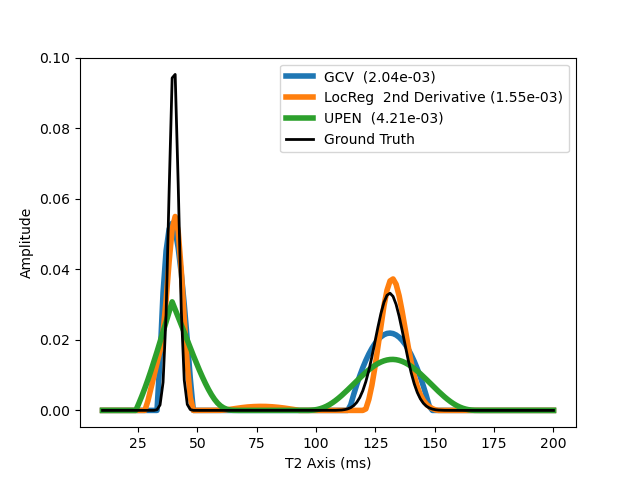 0.10
0.08
0.06
0.04
0.02
0.00
Amplitude
GCV  (2.04e-03)
LocReg  2nd Derivative (1.55e-03)
UPEN  (4.21e-03)
Ground Truth
25 50 75 100 125 150 175 200
T2 Axis (ms)